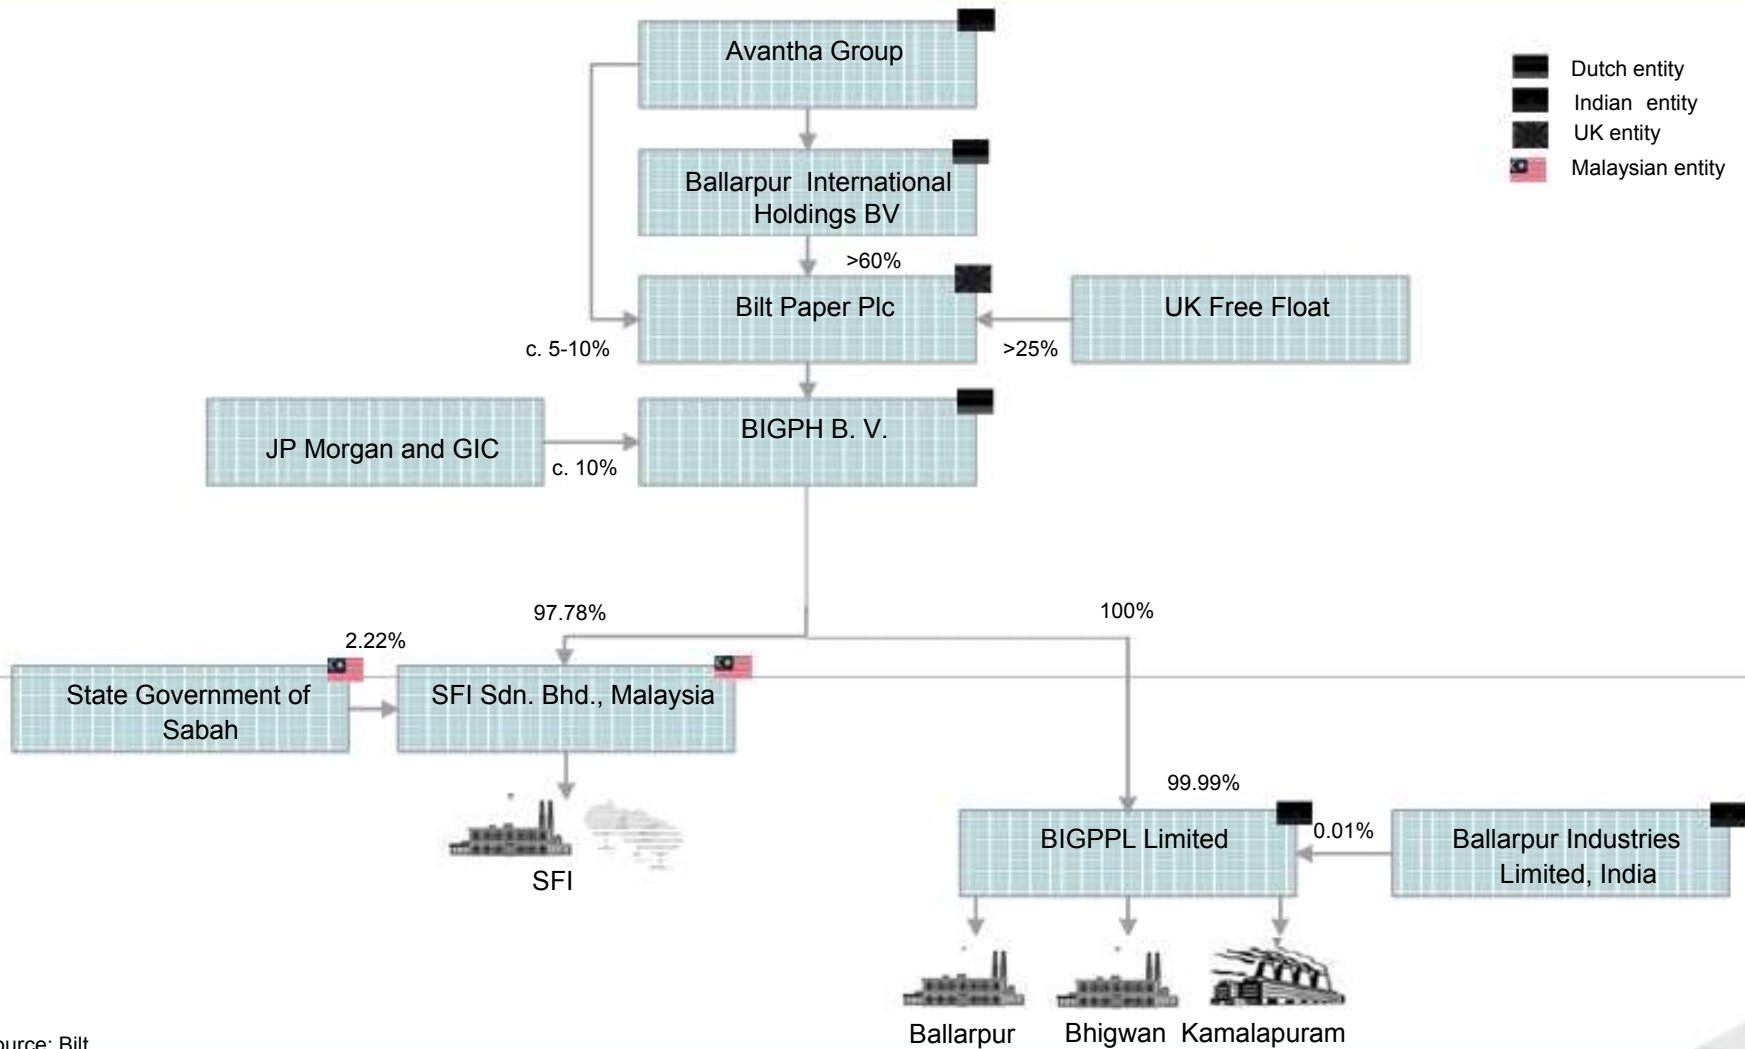 Avantha Group
Dutch entity
Indian entity
UK entity
Malaysian entity
Ballarpur International
Holdings BV
>60%
Bilt Paper Plc
UK Free Float
c. 5-10%
>25%
BIGPH B. V.
JP Morgan and GIC
c. 10%
97.78%
100%
2.22%
State Government of
Sabah
SFI Sdn. Bhd., Malaysia
99.99%
SFI
BIGPPL Limited
0.01%
Ballarpur Industries
Limited, India
Ballarpur
Bhigwan
Kamalapuram
ource: Bilt